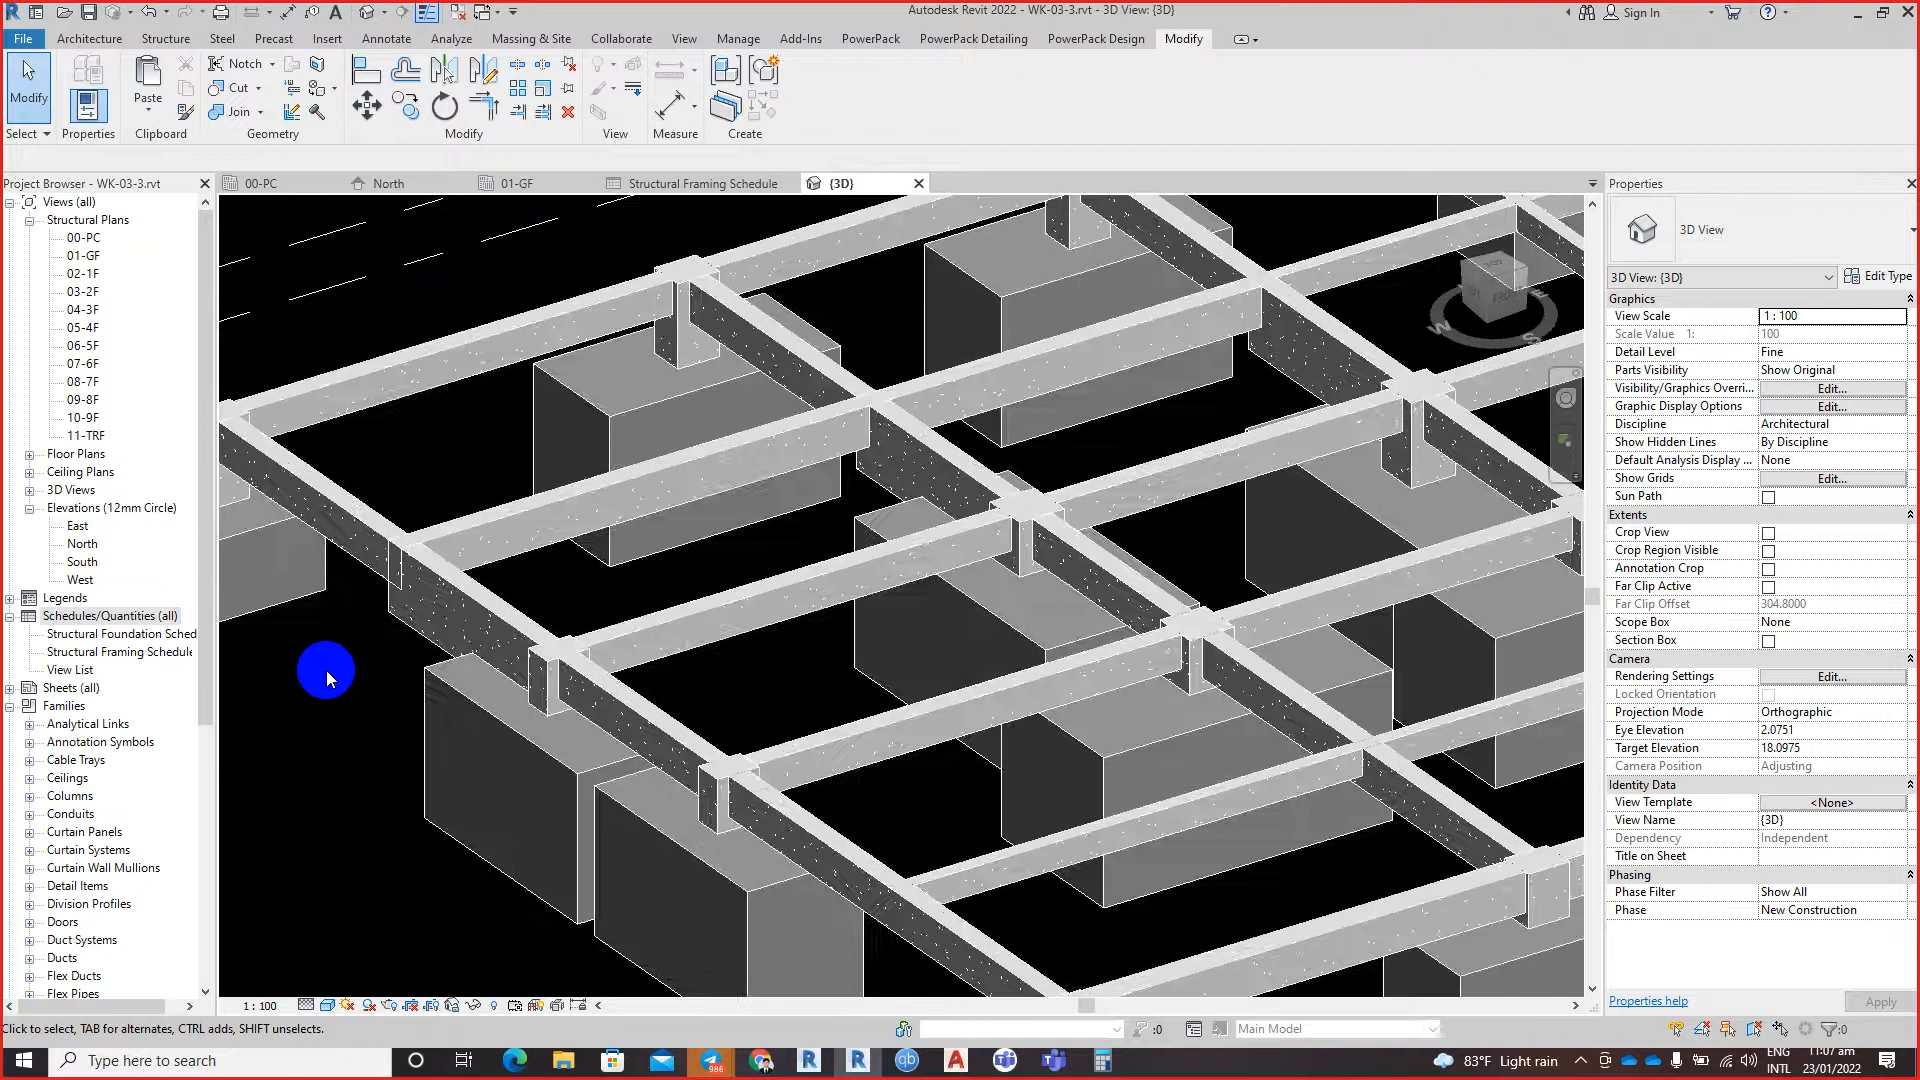 Autodesk Revit 2022 - WK-03-3.rvt - 3D View: {3D}
Sign In
File Architecture Structure Steel Precast Insert Annotate Analyze Massing & Site Collaborate View Manage Add-Ins PowerPack PowerPack Detailing PowerPack Design Modify
Modify
Paste
Notch
Cut
Join
Select Properties Clipboard Geometry Modify View Measure Create
Project Browser - WK-03-3.rvt
00-PC North 01-GF Structural Framing Schedule {3D}
Views (all)
Structural Plans
00-PC
01-GF
02-1F
03-2F
04-3F
05-4F
06-5F
07-6F
08-7F
09-8F
10-9F
11-TRF
Floor Plans
Ceiling Plans
3D Views
Elevations (12mm Circle)
East
North
South
West
Legends
Schedules/Quantities (all)
Structural Foundation Sched
Structural Framing Schedule
View List
Sheets (all)
Families
Analytical Links
Annotation Symbols
Cable Trays
Ceilings
Columns
Conduits
Curtain Panels
Curtain Systems
Curtain Wall Mullions
Detail Items
Division Profiles
Doors
Duct Systems
Ducts
Flex Ducts
Flex Pipes
TOP
FRONT
W
S
E
Properties
3D View
3D View: {3D} Edit Type
Graphics
View Scale 1 : 100
Scale Value 1: 100
Detail Level Fine
Parts Visibility Show Original
Visibility/Graphics Overri... Edit...
Graphic Display Options Edit...
Discipline Architectural
Show Hidden Lines By Discipline
Default Analysis Display ... None
Show Grids Edit...
Sun Path
Extents
Crop View
Crop Region Visible
Annotation Crop
Far Clip Active
Far Clip Offset 304.8000
Scope Box None
Section Box
Camera
Rendering Settings Edit...
Locked Orientation
Projection Mode Orthographic
Eye Elevation 2.0751
Target Elevation 18.0975
Camera Position Adjusting
Identity Data
View Template <None>
View Name {3D}
Dependency Independent
Title on Sheet
Phasing
Phase Filter Show All
Phase New Construction
Properties help Apply
1 : 100
Click to select, TAB for alternates, CTRL adds, SHIFT unselects.
:0
Main Model
:0
Type here to search
986
83°F Light rain
ENG
INTL
11:07 am
23/01/2022